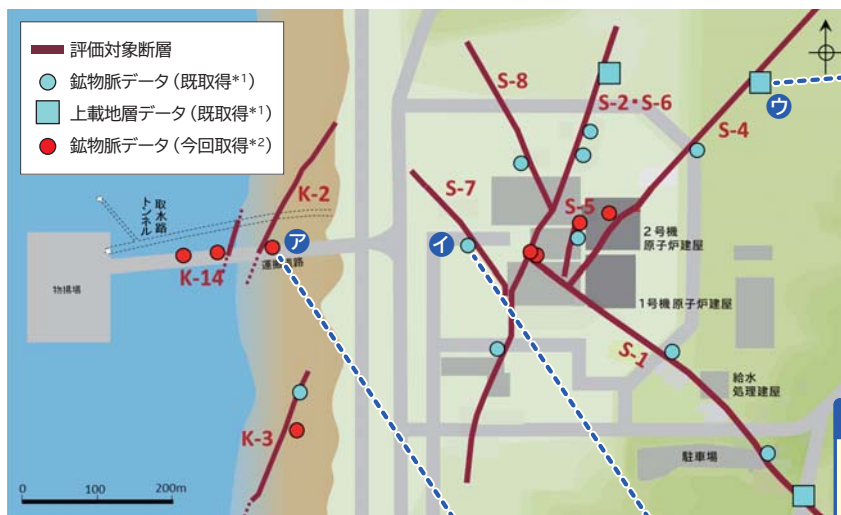 評価対象断層
鉱物脈データ(既取得*1)
上載地層データ(既取得*1)
鉱物脈データ(今回取得*2)
S-8
S-2・S-6
S-4
ウ
S-7
K-2
取水路
トンネル
S-5
ア
イ
2号機
原子炉建屋
運搬道路
物揚場
K-14
1号機原子炉建屋
S-1
給水
処理建屋
K-3
駐車場
0 100 200m